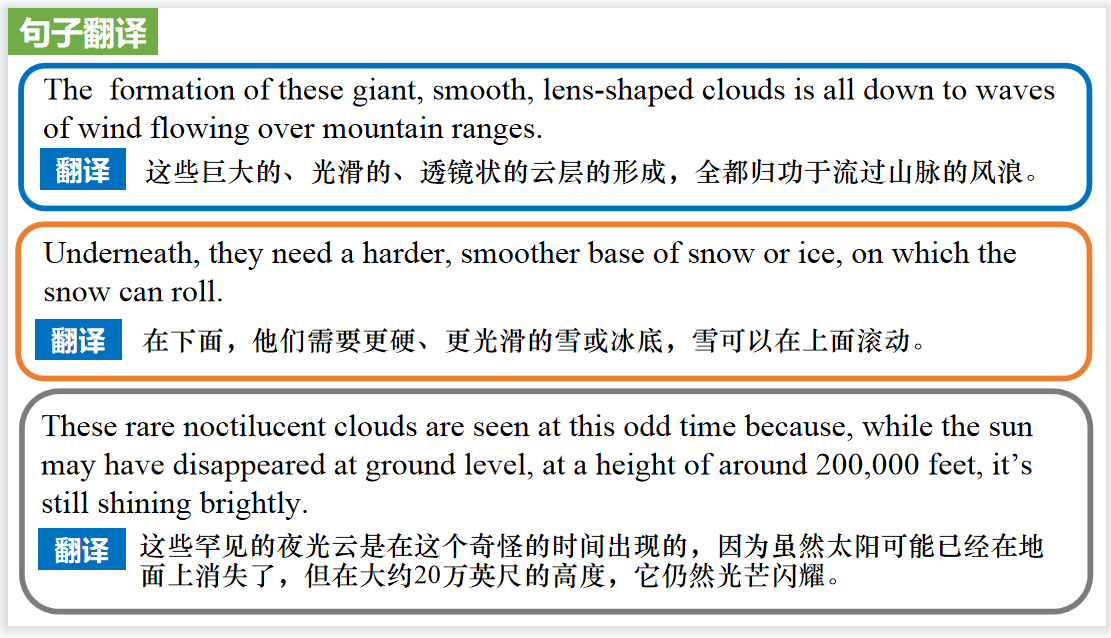 句子翻译
The formation of these giant, smooth, lens-shaped clouds is all down to waves
of wind flowing over mountain ranges.
翻译 这些巨大的、光滑的、透镜状的云层的形成，全都归功于流过山脉的风浪。
Underneath, they need a harder, smoother base of snow or ice, on which the
snow can roll.
翻译 在下面，他们需要更硬、更光滑的雪或冰底，雪可以在上面滚动。
These rare noctilucent clouds are seen at this odd time because, while the sun
may have disappeared at ground level, at a height of around 200,000 feet, it’s
still shining brightly.
翻译 这些罕见的夜光云是在这个奇怪的时间出现的，因为虽然太阳可能已经在地
面上消失了，但在大约20万英尺的高度，它仍然光芒闪耀。